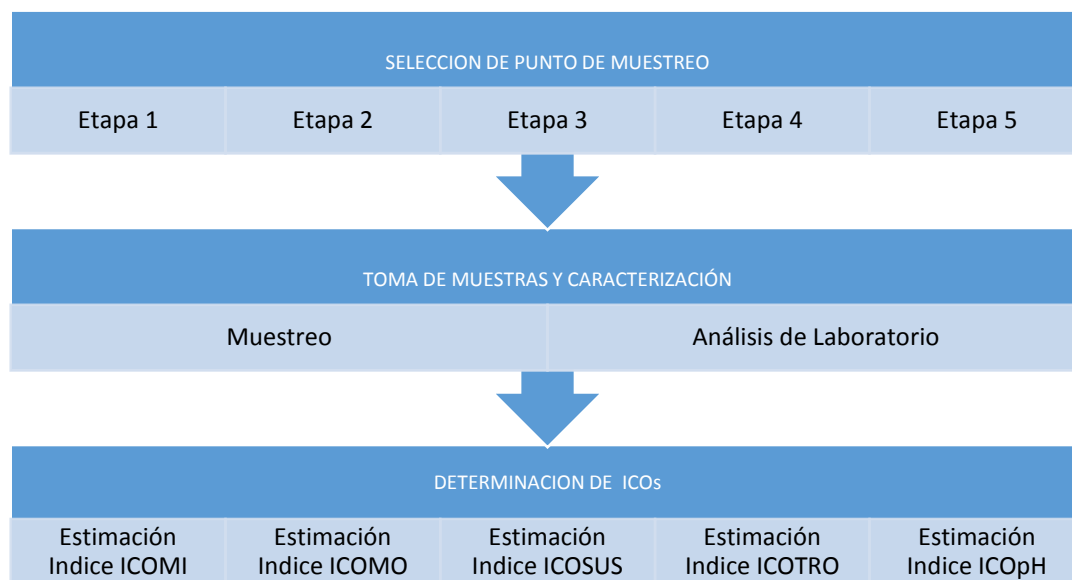 SELECCION DE PUNTO DE MUESTREO
Etapa 1
Etapa 2
Etapa 3
Etapa 4
Etapa 5
TOMA DE MUESTRAS Y CARACTERIZACIÓN
Muestreo
Análisis de Laboratorio
DETERMINACION DE ICOs
Estimación
Indice ICOMI
Estimación
Indice ICOMO
Estimación
Indice ICOSUS
Estimación
Indice ICOTRO
Estimación
Indice ICOpH